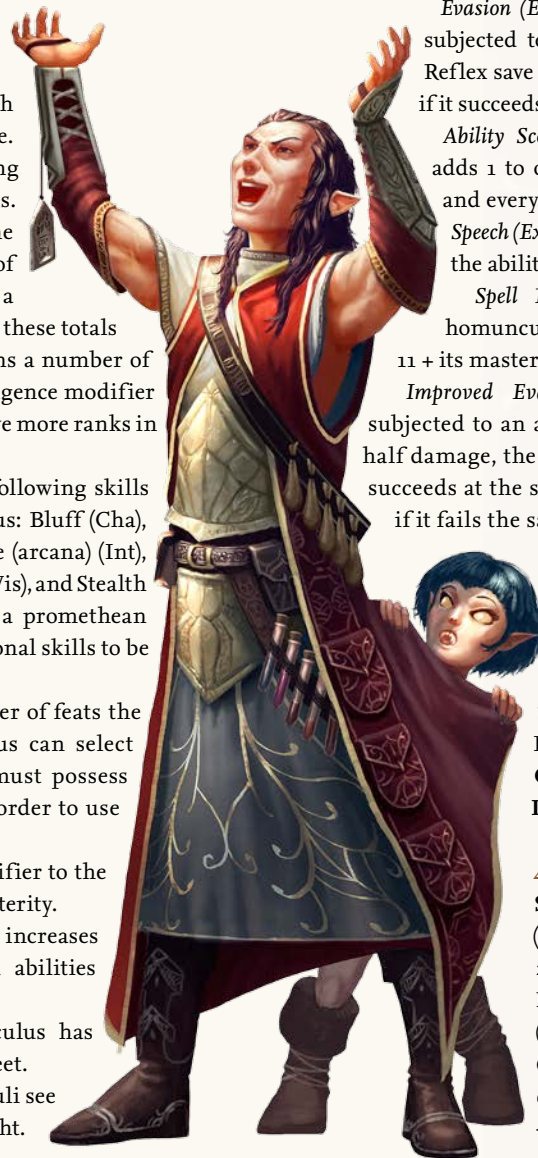 h
e.
ng
s.
he
of
a
these totals
ns a number of
igence modifier
ve more ranks in
ollowing skills
us: Bluff (Cha),
e (arcana) (Int),
Vis), and Stealth
a promethean
onal skills to be
er of feats the
us can select
must possess
order to use
ifier to the
terity.
increases
abilities
culus has
eet.
uli see
ht.
Evasion (E
subjected to
Reflex save
if it succeeds
Ability Sc
adds 1 to
and every
Speech (Ex
the abilit
Spell
homuncu
11 + its master
Improved Eva
subjected to an a
half damage, the
succeeds at the s
if it fails the sa